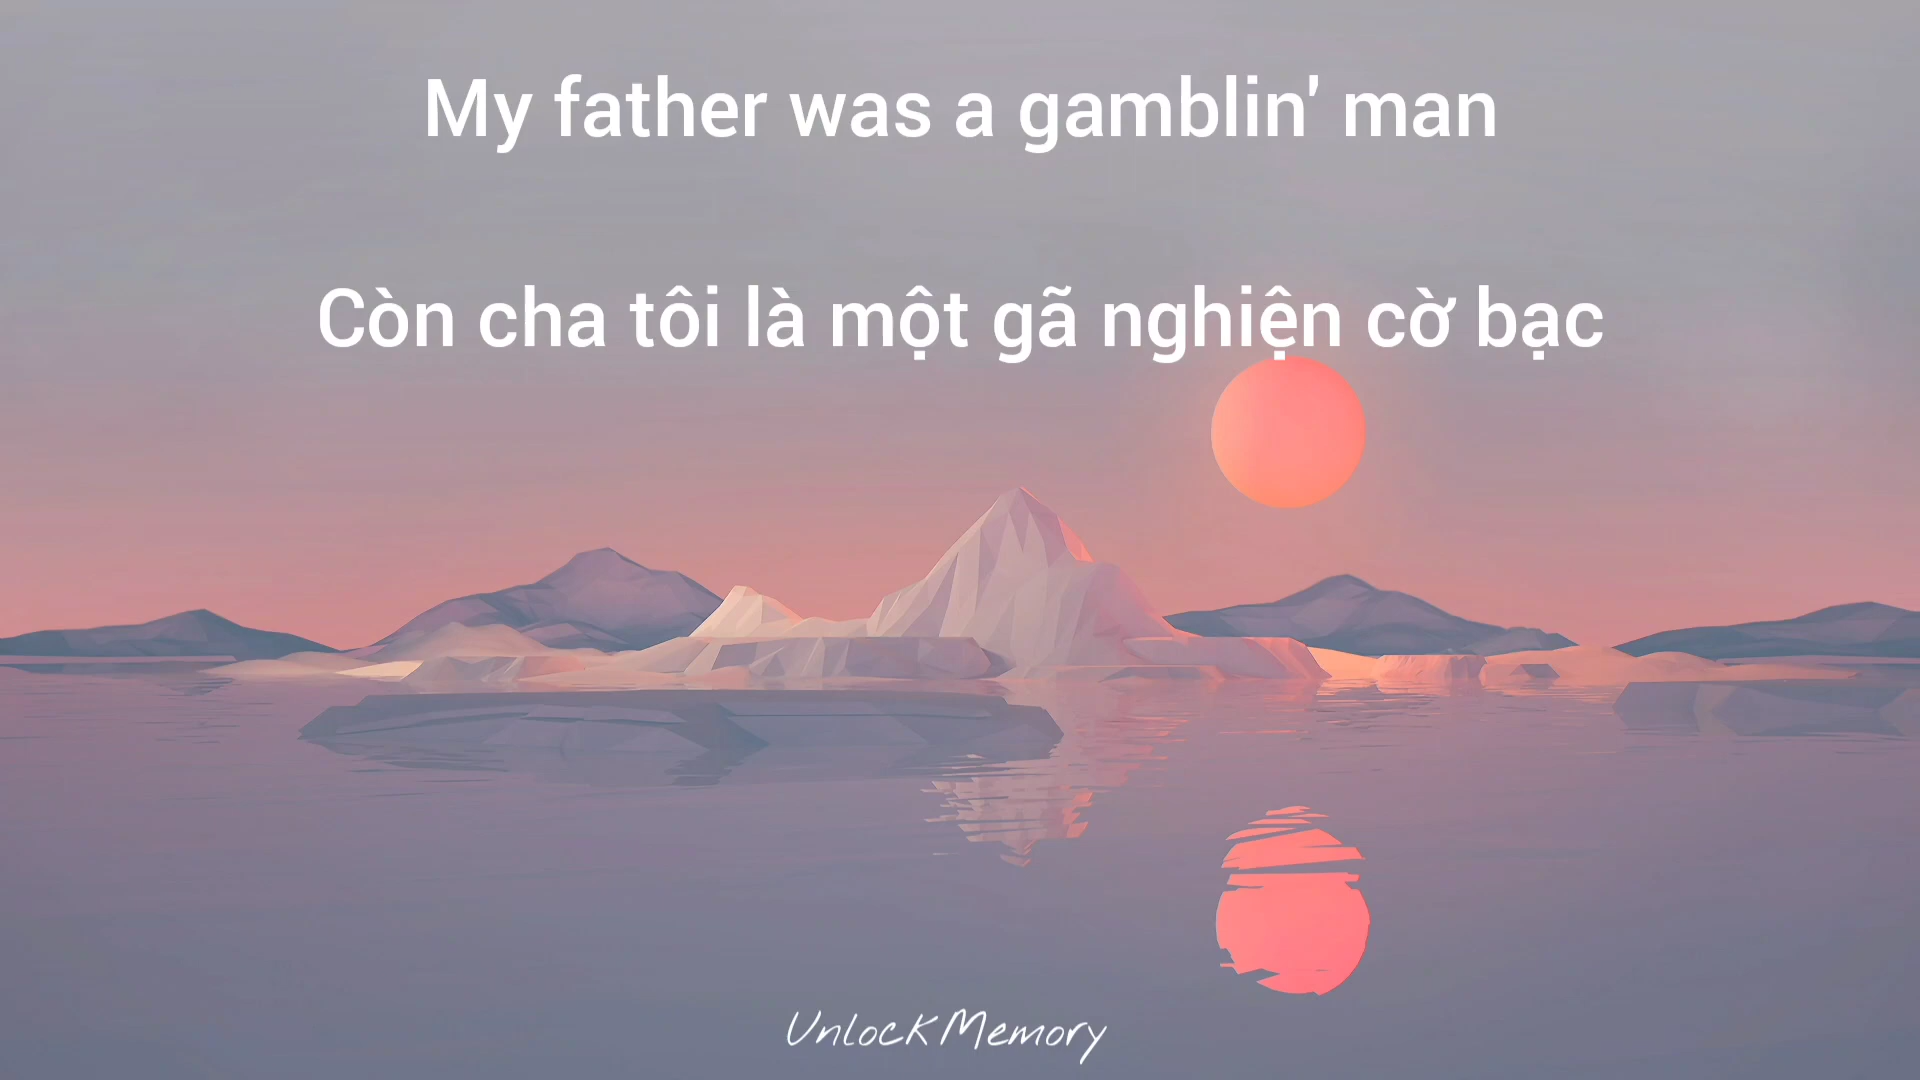 My father was a gamblin' man
Còn cha tôi là một gã nghiện cờ bạc
UnlockMemory